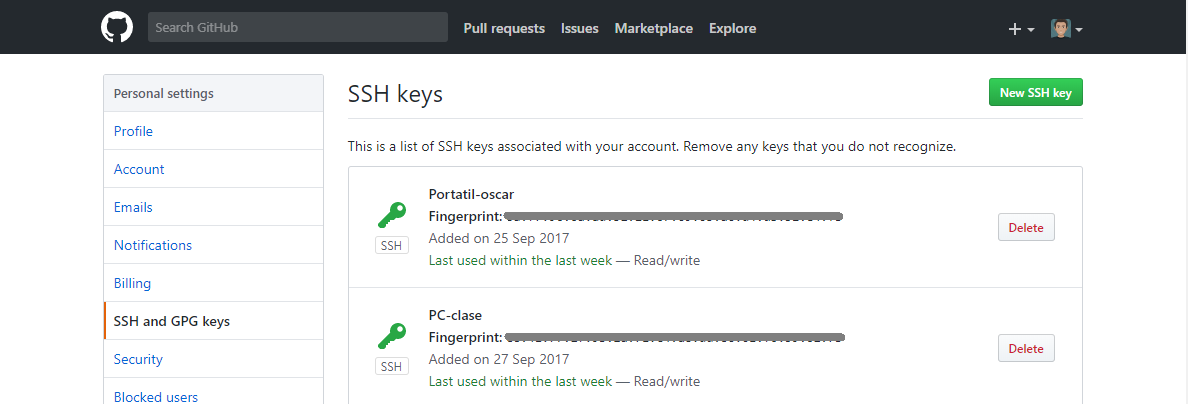 Search GitHub
Pull requests Issues Marketplace Explore
Personal settings
Profile
Account
Emails
Notifications
Billing
SSH and GPG keys
Security
Blocked users
SSH keys
New SSH key
This is a list of SSH keys associated with your account. Remove any keys that you do not recognize.
Portatil-oscar
Fingerprint:
SSH
Added on 25 Sep 2017
Last used within the last week — Read/write
Delete
PC-clase
Fingerprint:
SSH
Added on 27 Sep 2017
Last used within the last week — Read/write
Delete